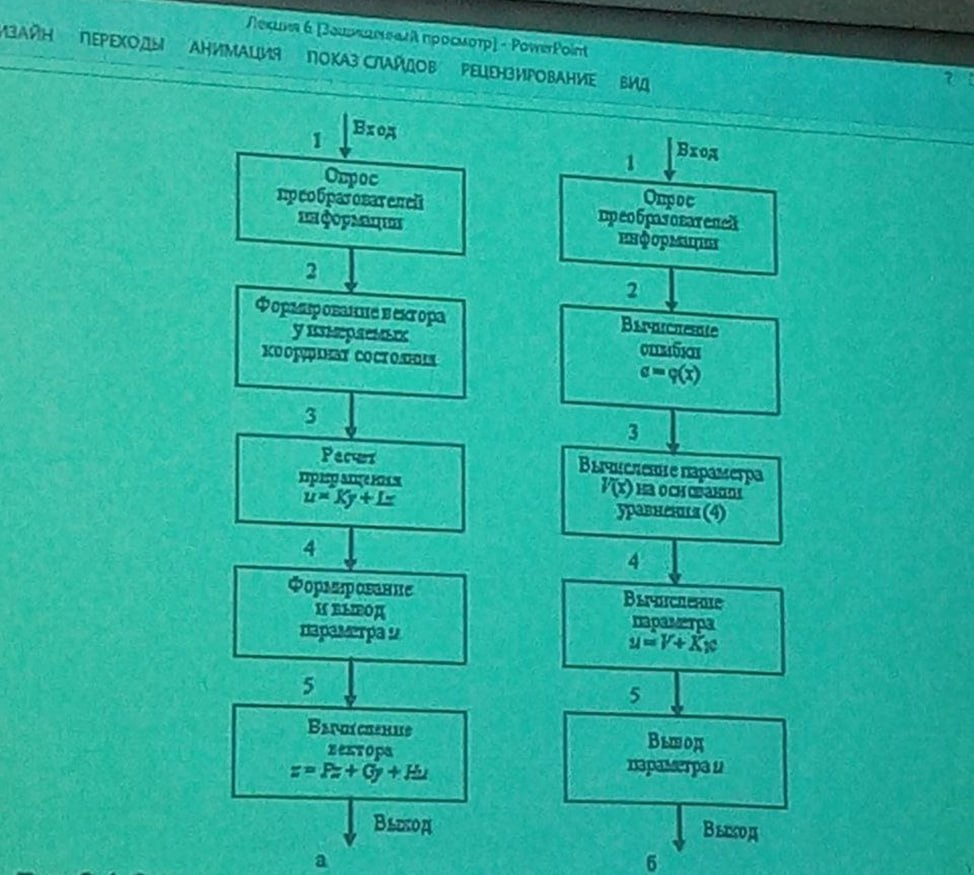 Лекция 6 [Защищенный просмотр] - PowerPoint
ИЗАЙН ПЕРЕХОДЫ АНИМАЦИЯ ПОКАЗ СЛАЙДОВ РЕЦЕНЗИРОВАНИЕ ВИД ?
1 Вход
Опрос
преобразователей
информации
2
Формирование вектора
y измеряемых
координат состояния
3
Расчет
приращения
u = Ky + Lz
4
Формирование
и вывод
параметра u
5
Вычисление
вектора
z = Pz + Gy + Hu
Выход
а
1 Вход
Опрос
преобразователей
информации
2
Вычисление
ошибки
= φ(x)
3
Вычисление параметра
V(x) на основании
уравнения (4)
4
Вычисление
параметра
u = V +
5
Вывод
параметра u
Выход
б